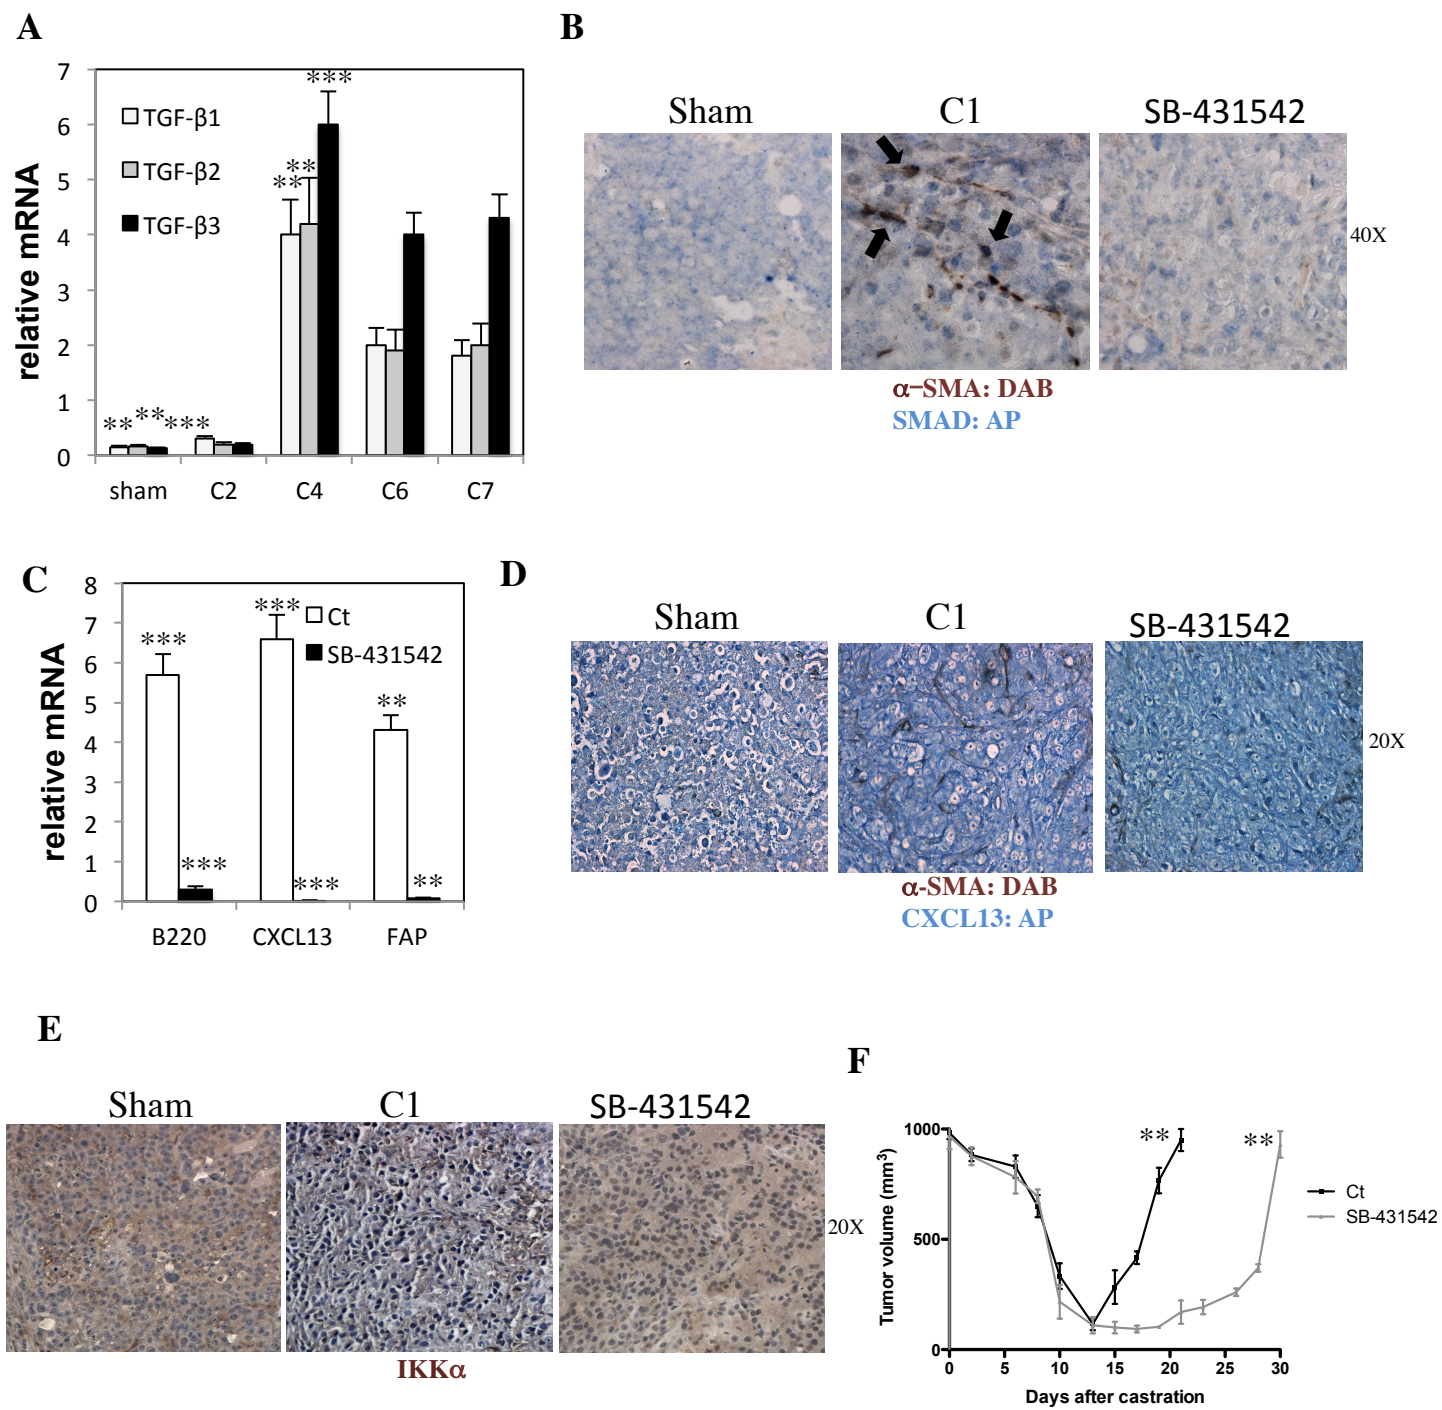 A
relative mRNA
7
6
5
4
3
2
1
0
TGF-β1
TGF-β2
TGF-β3
**
**
***
**
**
***
sham
C2
C4
C6
C7
B
Sham
C1
SB-431542
40X
α-SMA: DAB
SMAD: AP
C
relative mRNA
8
7
6
5
4
3
2
1
0
Ct
SB-431542
***
***
***
***
**
**
B220
CXCL13
FAP
D
Sham
C1
SB-431542
20X
α-SMA: DAB
CXCL13: AP
E
Sham
C1
SB-431542
20X
IKKα
F
Tumor volume (mm³)
1000
500
0
**
**
Ct
SB-431542
0
5
10
15
20
25
30
Days after castration